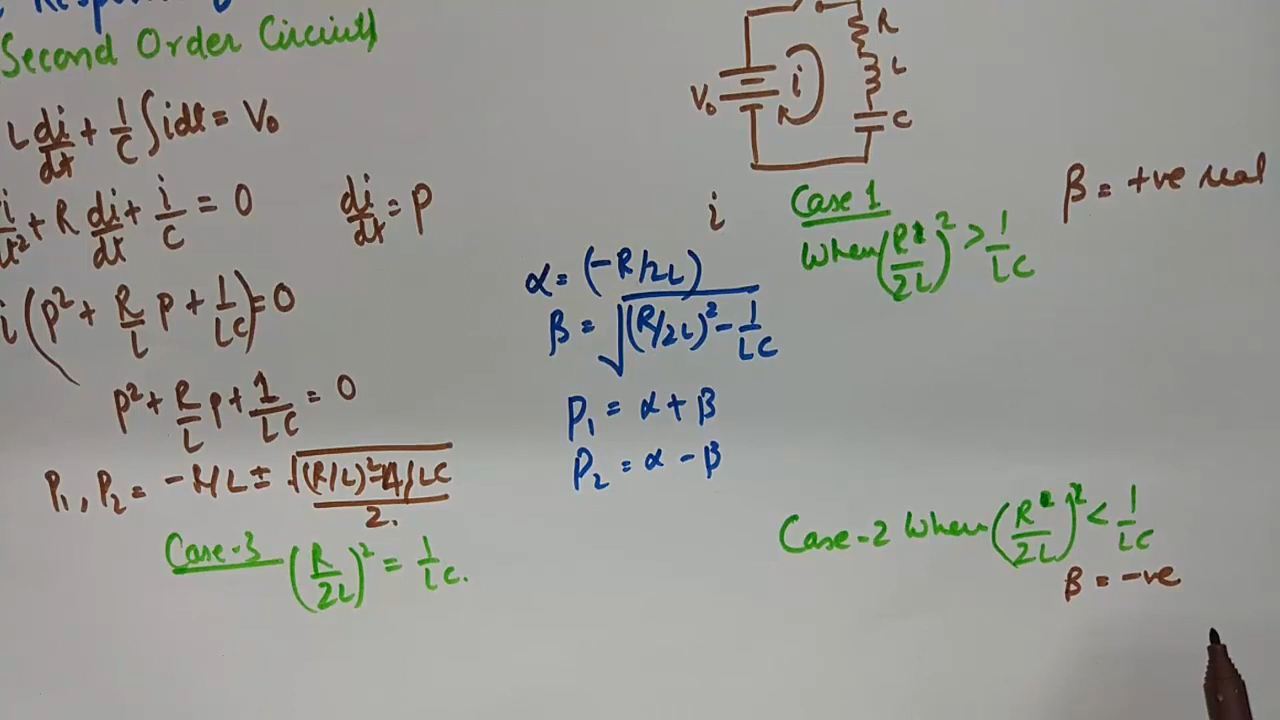 Second Order Circuits
L di/dt + 1/C ∫ i dt = V₀
+ R di/dt + i/C = 0
di/dt = p
i (p² + R/L p + 1/LC) = 0
p² + R/L p + 1/LC = 0
P₁, P₂ = -R/L ± √(R/L)² - 4/LC / 2.
Case-3 (R/2L)² = 1/LC.
i
α = (-R/2L)
β = √(R/2L)² - 1/LC
P₁ = α + β
P₂ = α - β
V₀
i
R
L
C
Case 1
When (R/2L)² > 1/LC
β = +ve real
Case-2 When (R/2L)² < 1/LC
β = -ve